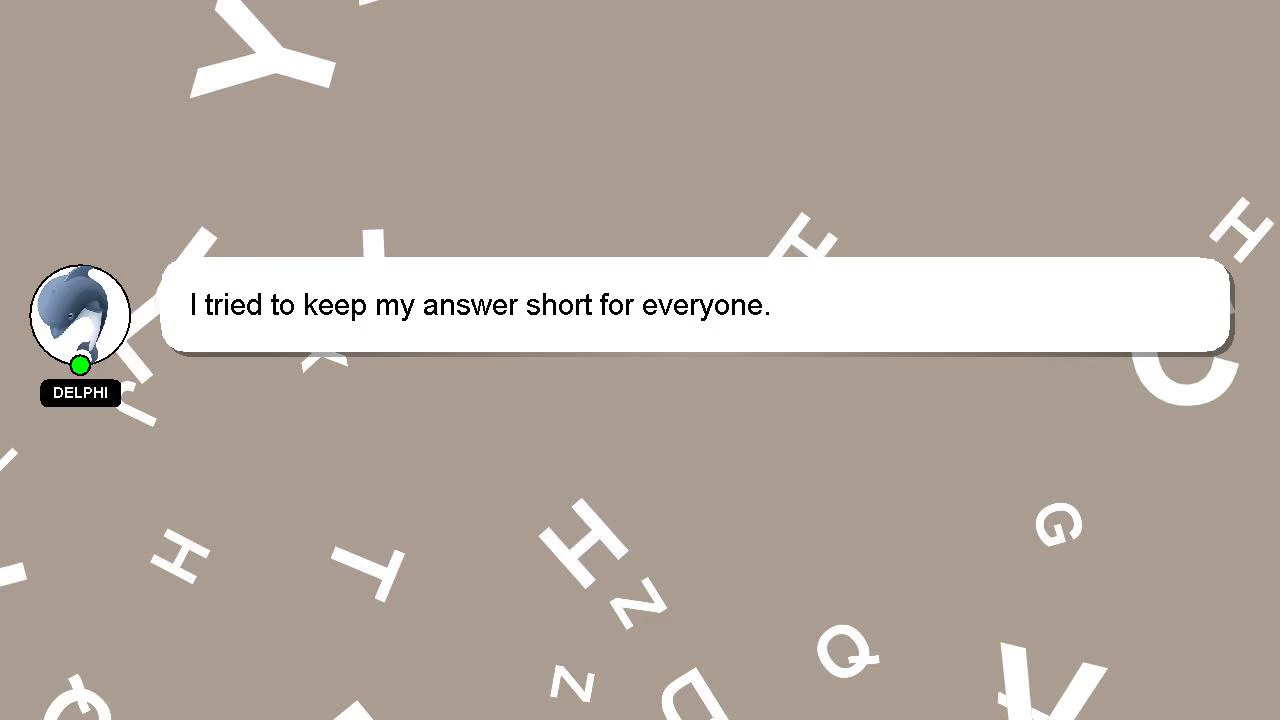 I tried to keep my answer short for everyone.
DELPHI
Y
H
H
C
H
T
H
Z
G
Q
Z
D
Q